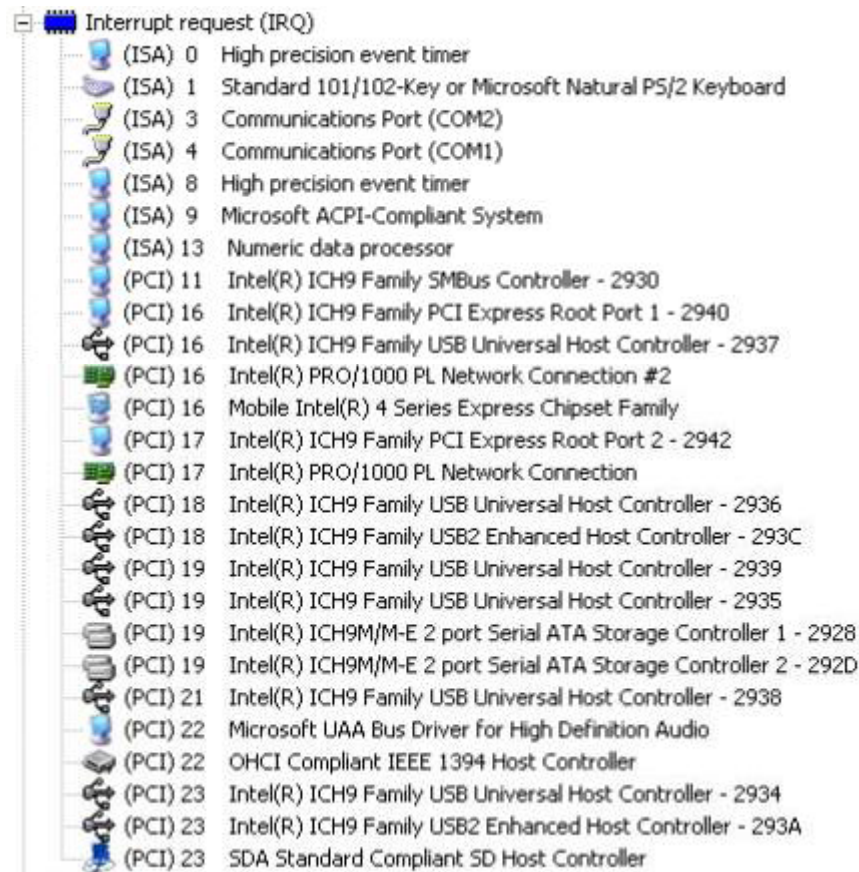 Interrupt request (IRQ)
(ISA) 0 High precision event timer
(ISA) 1 Standard 101/102-Key or Microsoft Natural PS/2 Keyboard
(ISA) 3 Communications Port (COM2)
(ISA) 4 Communications Port (COM1)
(ISA) 8 High precision event timer
(ISA) 9 Microsoft ACPI-Compliant System
(ISA) 13 Numeric data processor
(PCI) 11 Intel(R) ICH9 Family SMBus Controller - 2930
(PCI) 16 Intel(R) ICH9 Family PCI Express Root Port 1 - 2940
(PCI) 16 Intel(R) ICH9 Family USB Universal Host Controller - 2937
(PCI) 16 Intel(R) PRO/1000 PL Network Connection #2
(PCI) 16 Mobile Intel(R) 4 Series Express Chipset Family
(PCI) 17 Intel(R) ICH9 Family PCI Express Root Port 2 - 2942
(PCI) 17 Intel(R) PRO/1000 PL Network Connection
(PCI) 18 Intel(R) ICH9 Family USB Universal Host Controller - 2936
(PCI) 18 Intel(R) ICH9 Family USB2 Enhanced Host Controller - 293C
(PCI) 19 Intel(R) ICH9 Family USB Universal Host Controller - 2939
(PCI) 19 Intel(R) ICH9 Family USB Universal Host Controller - 2935
(PCI) 19 Intel(R) ICH9M/M-E 2 port Serial ATA Storage Controller 1 - 2928
(PCI) 19 Intel(R) ICH9M/M-E 2 port Serial ATA Storage Controller 2 - 292D
(PCI) 21 Intel(R) ICH9 Family USB Universal Host Controller - 2938
(PCI) 22 Microsoft UAA Bus Driver for High Definition Audio
(PCI) 22 OHCI Compliant IEEE 1394 Host Controller
(PCI) 23 Intel(R) ICH9 Family USB Universal Host Controller - 2934
(PCI) 23 Intel(R) ICH9 Family USB2 Enhanced Host Controller - 293A
(PCI) 23 SDA Standard Compliant SD Host Controller